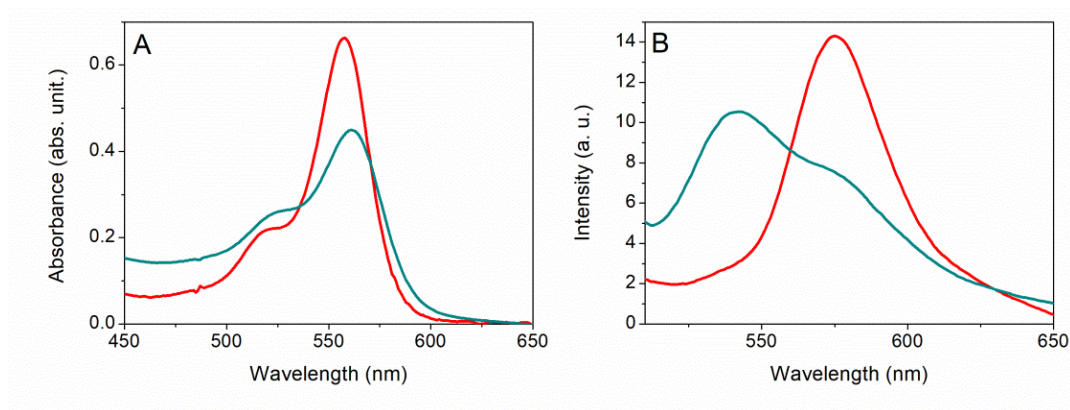 A
Absorbance (abs. unit.)
0.6
0.4
0.2
0.0
450 500 550 600 650
Wavelength (nm)
B
Intensity (a. u.)
14
12
10
8
6
4
2
0
550 600 650
Wavelength (nm)